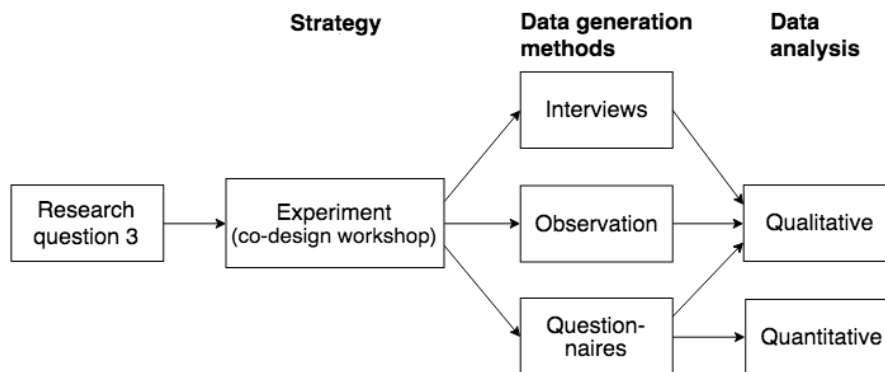 Strategy
Data generation
methods
Data
analysis
Interviews
Research
question 3
Experiment
(co-design workshop)
Observation
Qualitative
Question-
naires
Quantitative